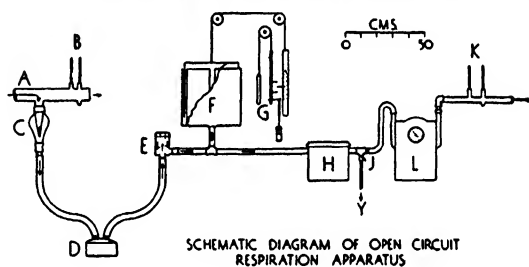 CMS.
0 50
A
B
C
D
E
F
G
H
J
K
L
Y
SCHEMATIC DIAGRAM OF OPEN CIRCUIT
RESPIRATION APPARATUS